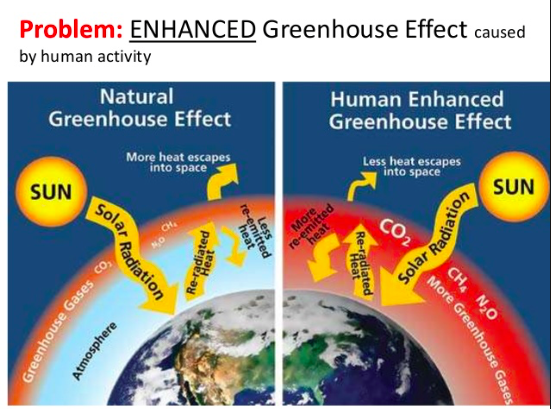 Problem: ENHANCED Greenhouse Effect caused
by human activity
Natural
Greenhouse Effect
More heat escapes
into space
SUN
Solar Radiation
CH₄
N₂O
CO₂
Greenhouse Gases
Atmosphere
Re-radiated
Heat
Less
re-emitted
heat
Human Enhanced
Greenhouse Effect
Less heat escapes
into space
SUN
Solar Radiation
More
re-emitted
heat
Re-radiated
Heat
CO₂
CH₄ N₂O
More Greenhouse Gases